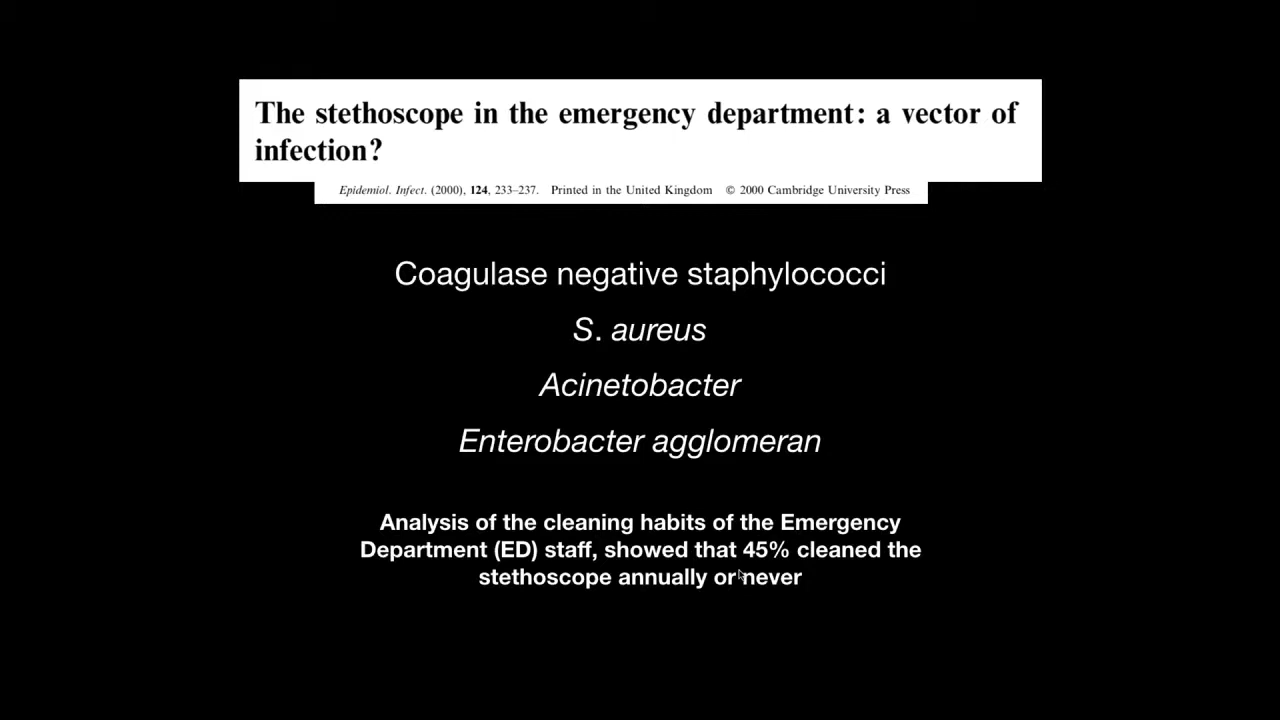 The stethoscope in the emergency department: a vector of
infection?
Epidemiol. Infect. (2000), 124, 233–237. Printed in the United Kingdom © 2000 Cambridge University Press
Coagulase negative staphylococci
S. aureus
Acinetobacter
Enterobacter agglomeran
Analysis of the cleaning habits of the Emergency
Department (ED) staff, showed that 45% cleaned the
stethoscope annually or never